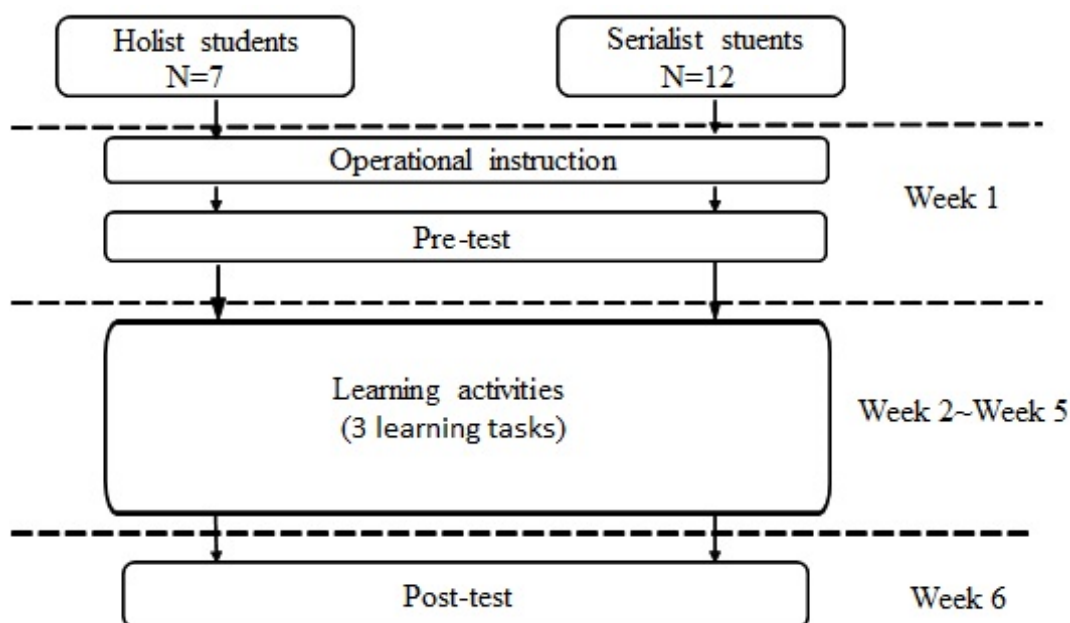 Holist students
N=7
Serialist stuents
N=12
Operational instruction
Week 1
Pre-test
Learning activities
(3 learning tasks)
Week 2~Week 5
Post-test
Week 6